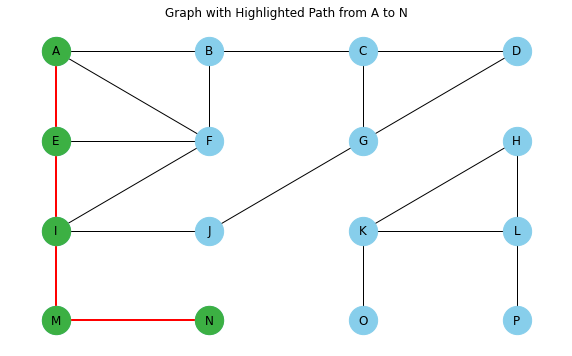 Graph with Highlighted Path from A to N
A B C D
E F G H
I J K L
M N O P